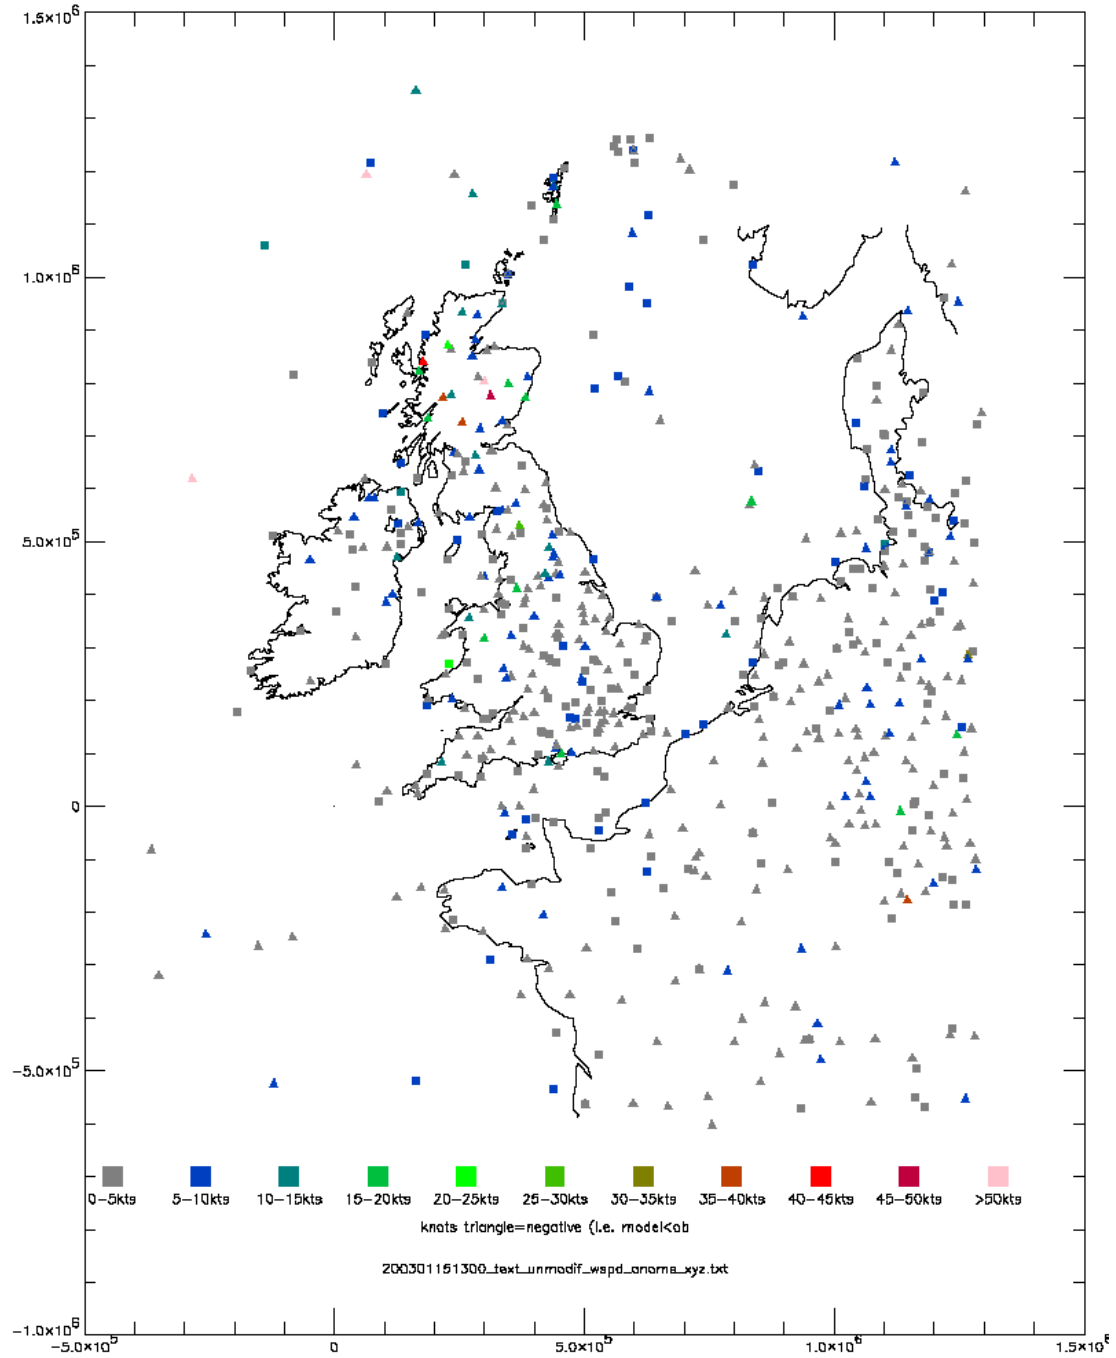 1.5×10⁶
1.0×10⁶
5.0×10⁵
0
−5.0×10⁵
−1.0×10⁶
−5.0×10⁵ 0 5.0×10⁵ 1.0×10⁶ 1.5×10⁶
0−5kts 5−10kts 10−15kts 15−20kts 20−25kts 25−30kts 30−35kts 35−40kts 40−45kts 45−50kts >50kts
knots triangle=negative (i.e. model<ob
200301151300_text_unmodif_wspd_anoms_xyz.txt